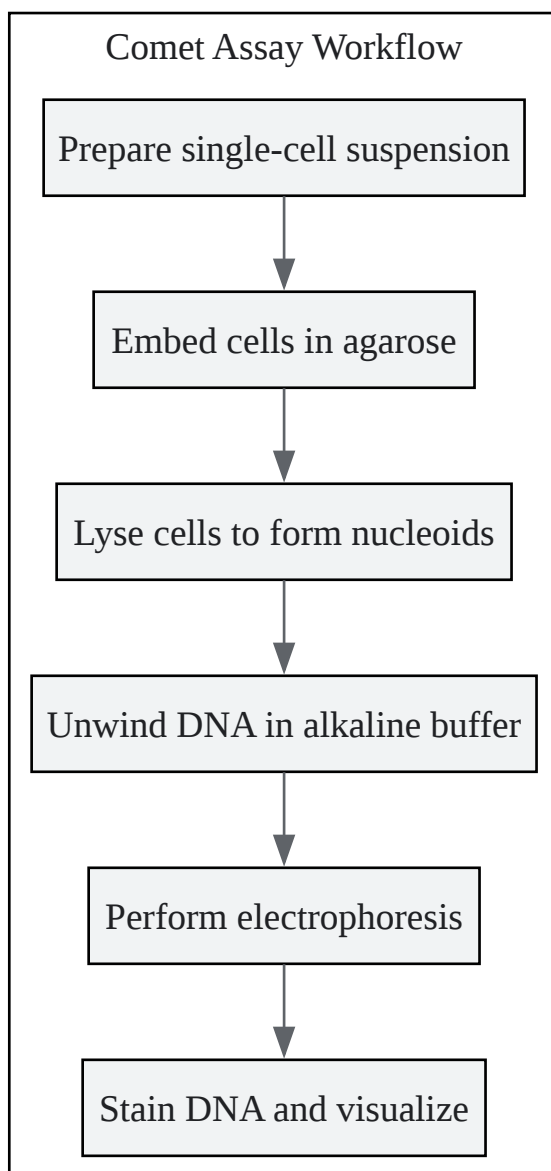 Comet Assay Workflow
Prepare single-cell suspension
Embed cells in agarose
Lyse cells to form nucleoids
Unwind DNA in alkaline buffer
Perform electrophoresis
Stain DNA and visualize